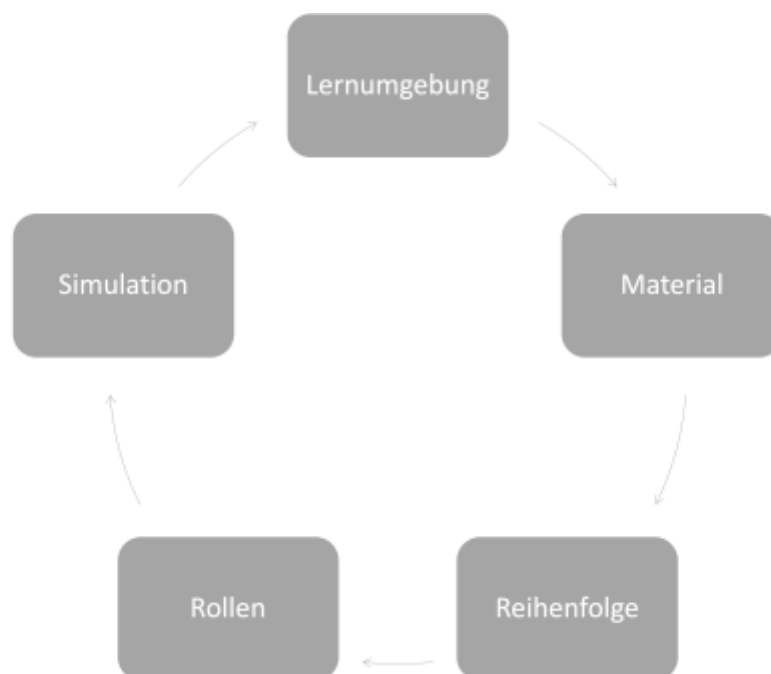 Lernumgebung
Material
Reihenfolge
Rollen
Simulation